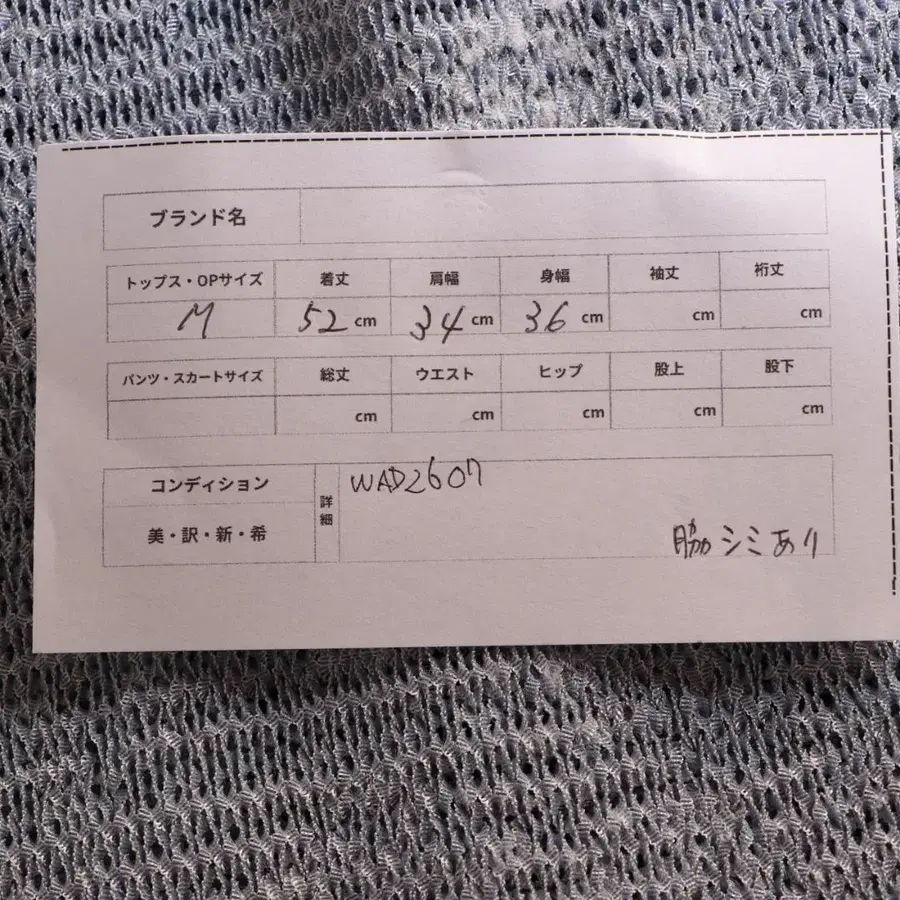 ブランド名
トップス・OPサイズ 着丈 肩幅 身幅 袖丈 裄丈
M 52 cm 34 cm 36 cm cm cm
パンツ・スカートサイズ 総丈 ウエスト ヒップ 股上 股下
cm cm cm cm cm
コンディション 詳細 WAD2607
美・訳・新・希 脇シミあり